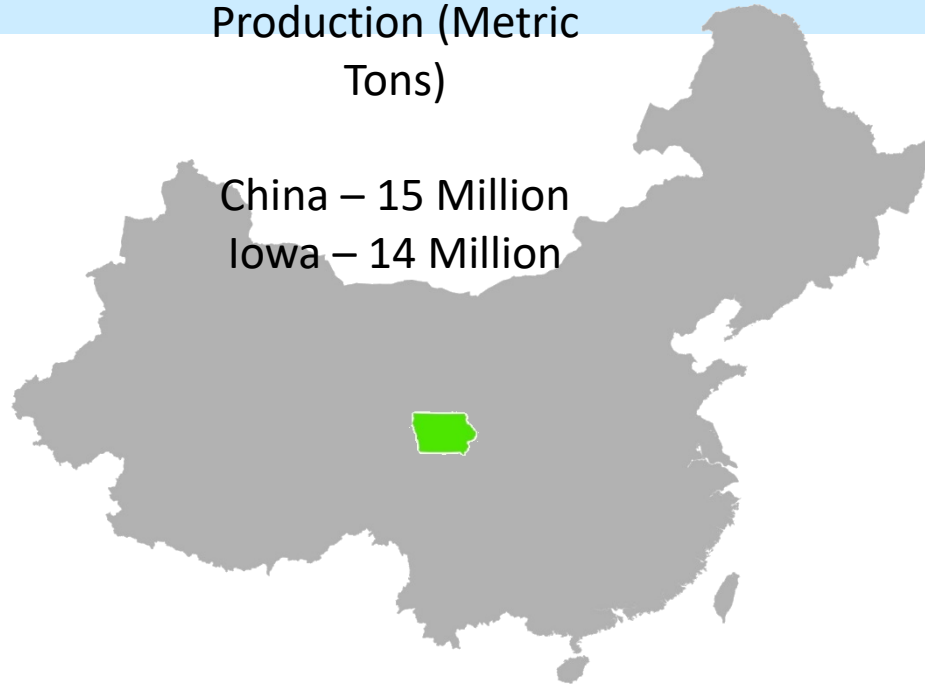 Production (Metric
Tons)
China – 15 Million
Iowa – 14 Million